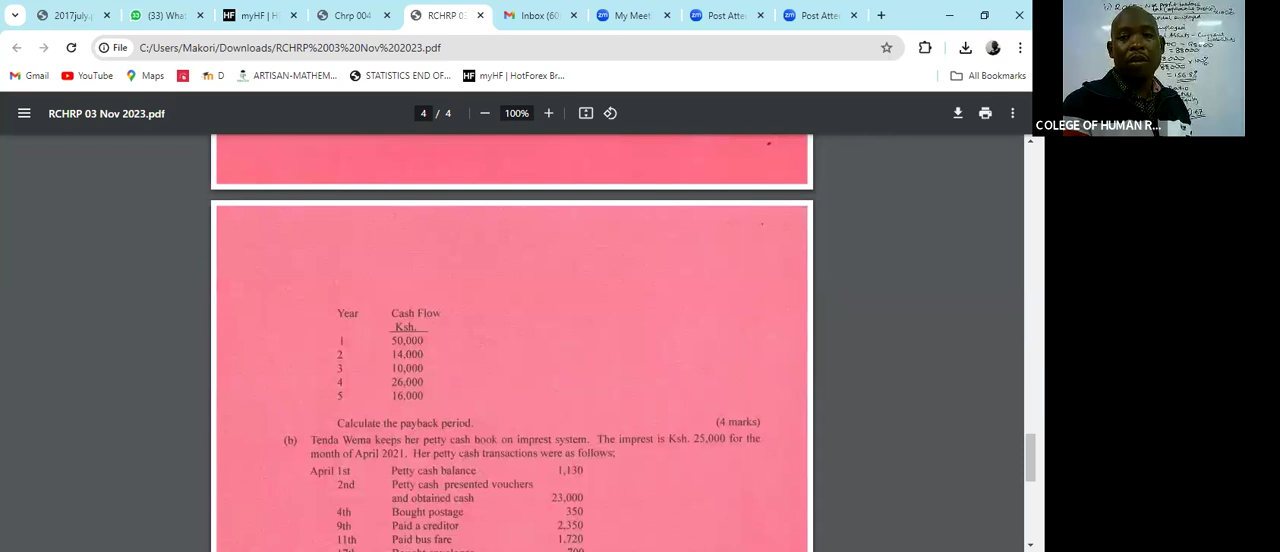 2017july
(33) What
myHF | H
Chrp 004
RCHRP 03
Inbox (60
My Meet
Post Atte
Post Atte
File C:/Users/Makori/Downloads/RCHRP%2003%20Nov%202023.pdf
Gmail YouTube Maps D ARTISAN-MATHEM... STATISTICS END OF... myHF | HotForex Br... All Bookmarks
RCHRP 03 Nov 2023.pdf 4 / 4 100%
COLEGE OF HUMAN R...
Year Cash Flow
Ksh.
1 50,000
2 14,000
3 10,000
4 26,000
5 16,000
Calculate the payback period. (4 marks)
(b) Tenda Wema keeps her petty cash book on imprest system. The imprest is Ksh. 25,000 for the
month of April 2021. Her petty cash transactions were as follows;
April 1st Petty cash balance 1,130
2nd Petty cash presented vouchers
and obtained cash 23,000
4th Bought postage 350
9th Paid a creditor 2,350
11th Paid bus fare 1,720